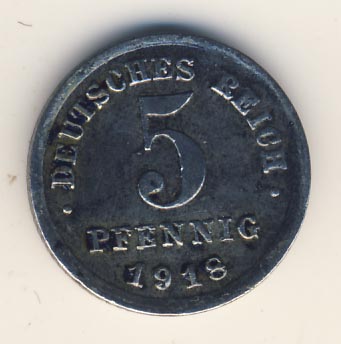 · DEUTSCHES REICH ·
5
PFENNIG
1918